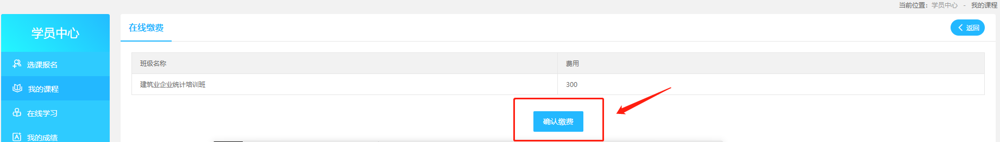 当前位置：学员中心 - 我的课程
学员中心
选课报名
我的课程
在线学习
我的成绩
在线缴费
返回
班级名称 费用
建筑业企业统计培训班 300
确认缴费